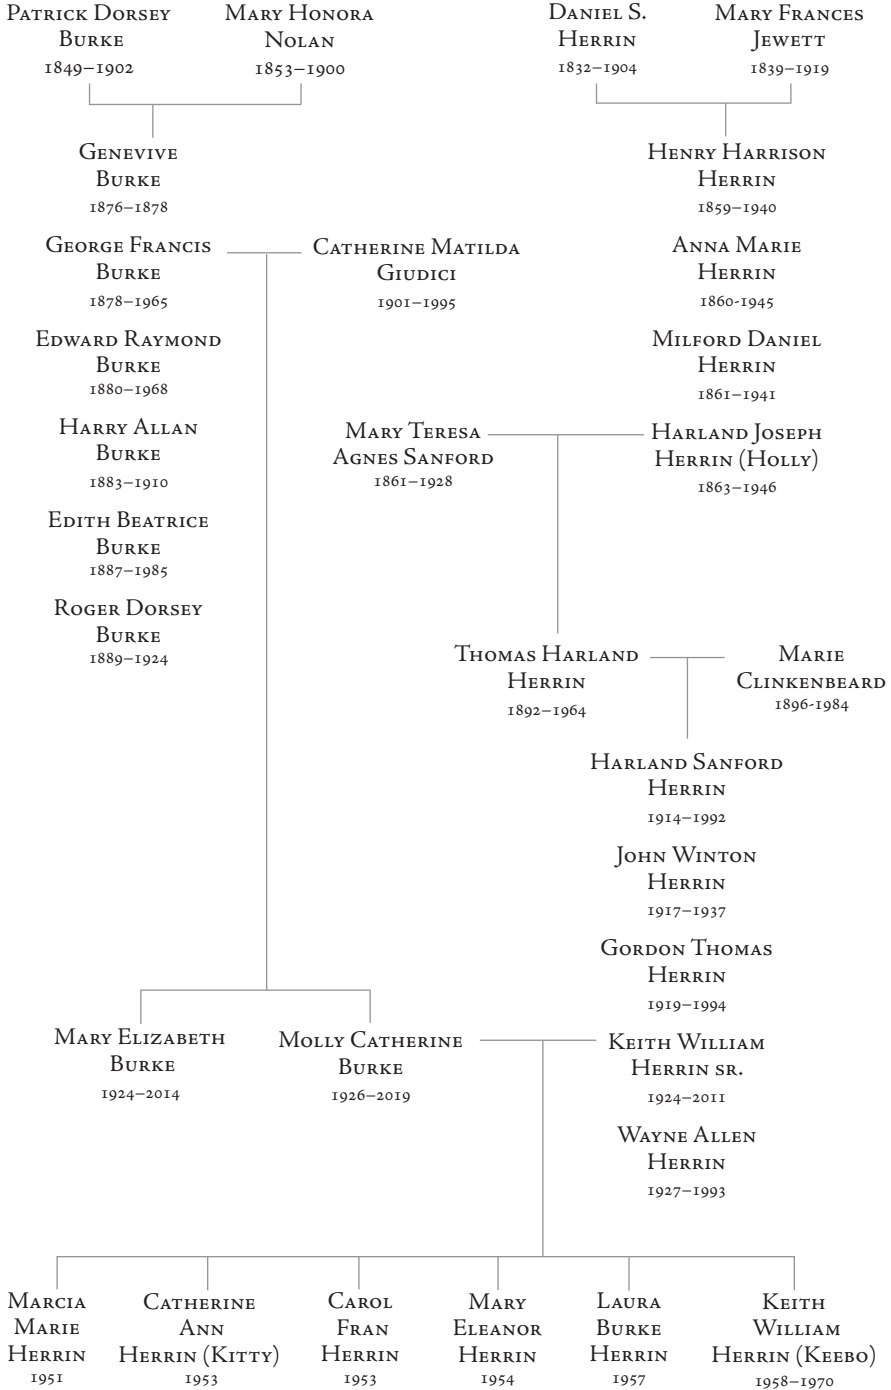 Patrick Dorsey
Burke
1849–1902
Mary Honora
Nolan
1853–1900
Daniel S.
Herrin
1832–1904
Mary Frances
Jewett
1839–1919
Genevive
Burke
1876–1878
Henry Harrison
Herrin
1859–1940
George Francis
Burke
1878–1965
Catherine Matilda
Giudici
1901–1995
Anna Marie
Herrin
1860-1945
Edward Raymond
Burke
1880–1968
Milford Daniel
Herrin
1861–1941
Harry Allan
Burke
1883–1910
Mary Teresa
Agnes Sanford
1861–1928
Harland Joseph
Herrin (Holly)
1863–1946
Edith Beatrice
Burke
1887–1985
Roger Dorsey
Burke
1889–1924
Thomas Harland
Herrin
1892–1964
Marie
Clinkenbeard
1896-1984
Harland Sanford
Herrin
1914–1992
John Winton
Herrin
1917–1937
Gordon Thomas
Herrin
1919–1994
Mary Elizabeth
Burke
1924–2014
Molly Catherine
Burke
1926–2019
Keith William
Herrin sr.
1924–2011
Wayne Allen
Herrin
1927–1993
Marcia
Marie
Herrin
1951
Catherine
Ann
Herrin (Kitty)
1953
Carol
Fran
Herrin
1953
Mary
Eleanor
Herrin
1954
Laura
Burke
Herrin
1957
Keith
William
Herrin (Keebo)
1958–1970